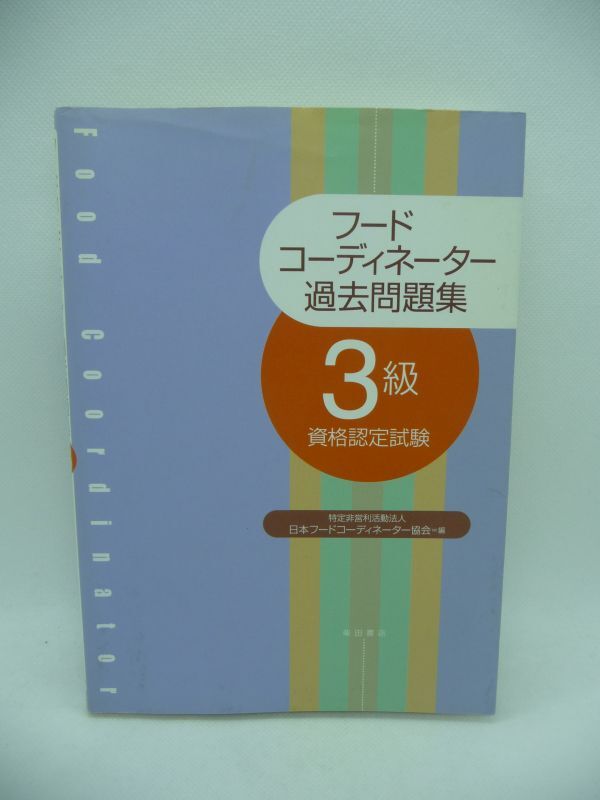 Food Coordinator
フード
コーディネーター
過去問題集
3級
資格認定試験
特定非営利活動法人
日本フードコーディネーター協会=編
柴田書店